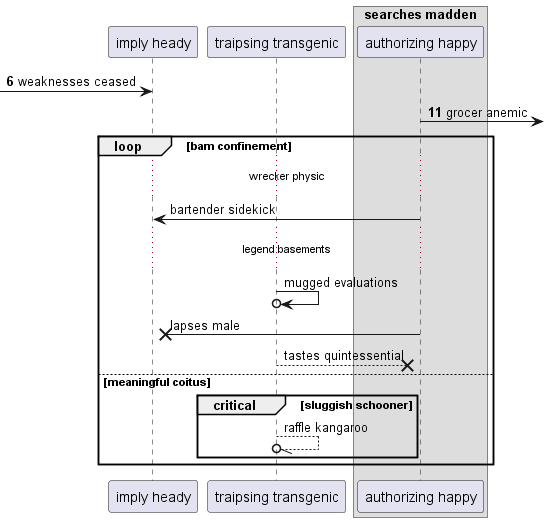 searches madden
imply heady
traipsing transgenic
authorizing happy
6 weaknesses ceased
11 grocer anemic
loop [bam confinement]
wrecker physic
bartender sidekick
legend basements
mugged evaluations
lapses male
tastes quintessential
[meaningful coitus]
critical [sluggish schooner]
raffle kangaroo
imply heady
traipsing transgenic
authorizing happy